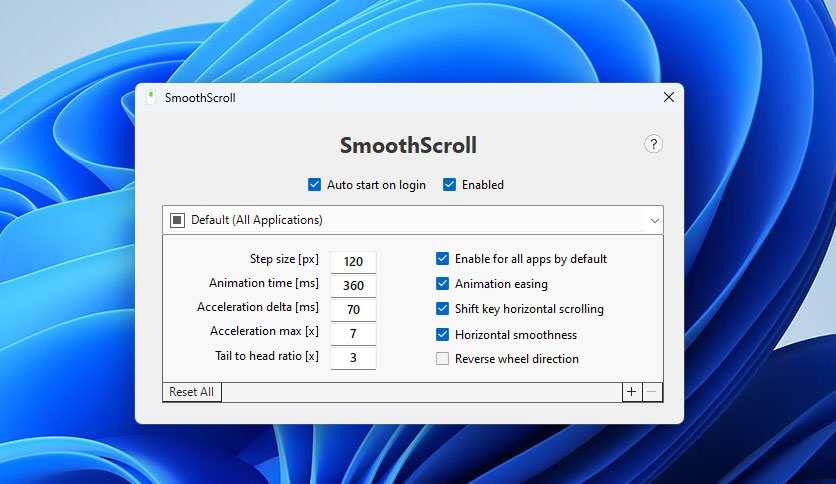 SmoothScroll
SmoothScroll
?
Auto start on login Enabled
Default (All Applications)
Step size [px] 120
Animation time [ms] 360
Acceleration delta [ms] 70
Acceleration max [x] 7
Tail to head ratio [x] 3
Enable for all apps by default
Animation easing
Shift key horizontal scrolling
Horizontal smoothness
Reverse wheel direction
Reset All + −